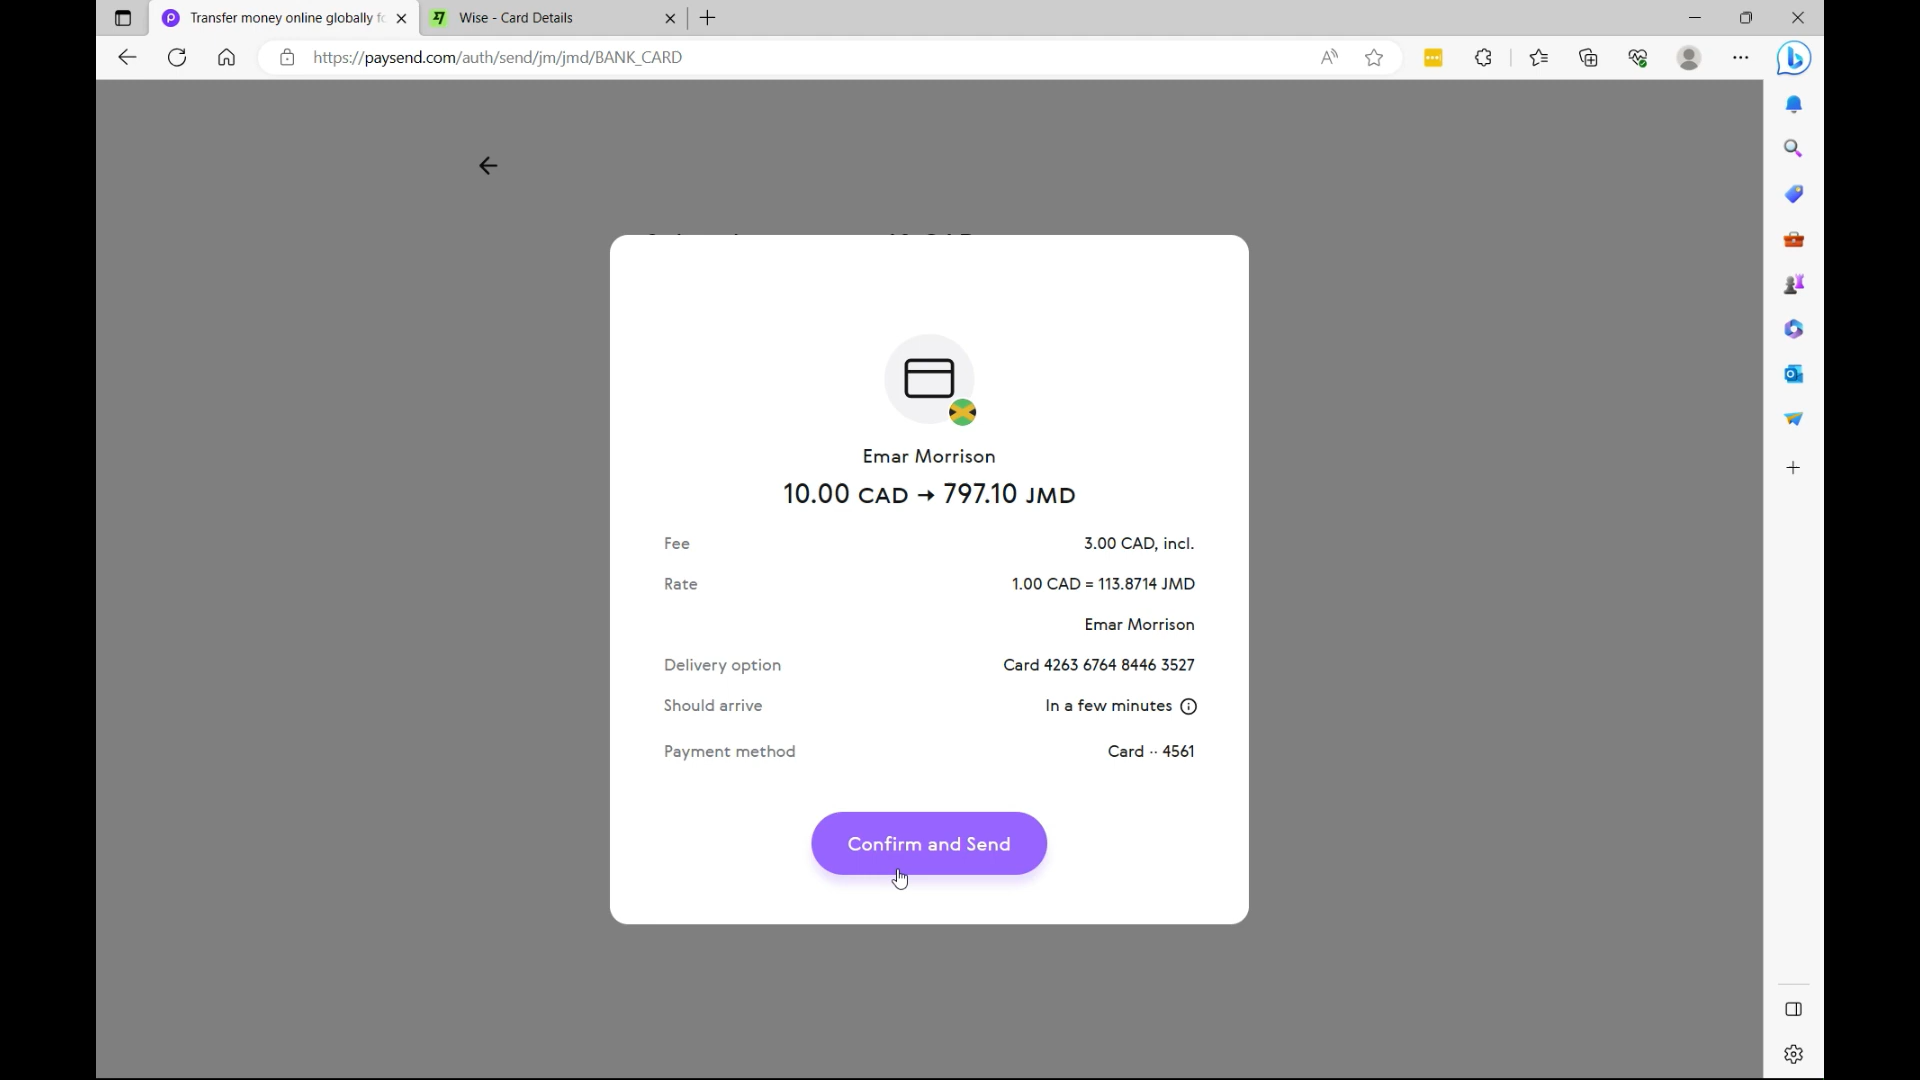 Transfer money online globally fo
Wise - Card Details
https://paysend.com/auth/send/jm/jmd/BANK_CARD
Emar Morrison
10.00 CAD → 797.10 JMD
Fee 3.00 CAD, incl.
Rate 1.00 CAD = 113.8714 JMD
Emar Morrison
Delivery option Card 4263 6764 8446 3527
Should arrive In a few minutes
Payment method Card ·· 4561
Confirm and Send